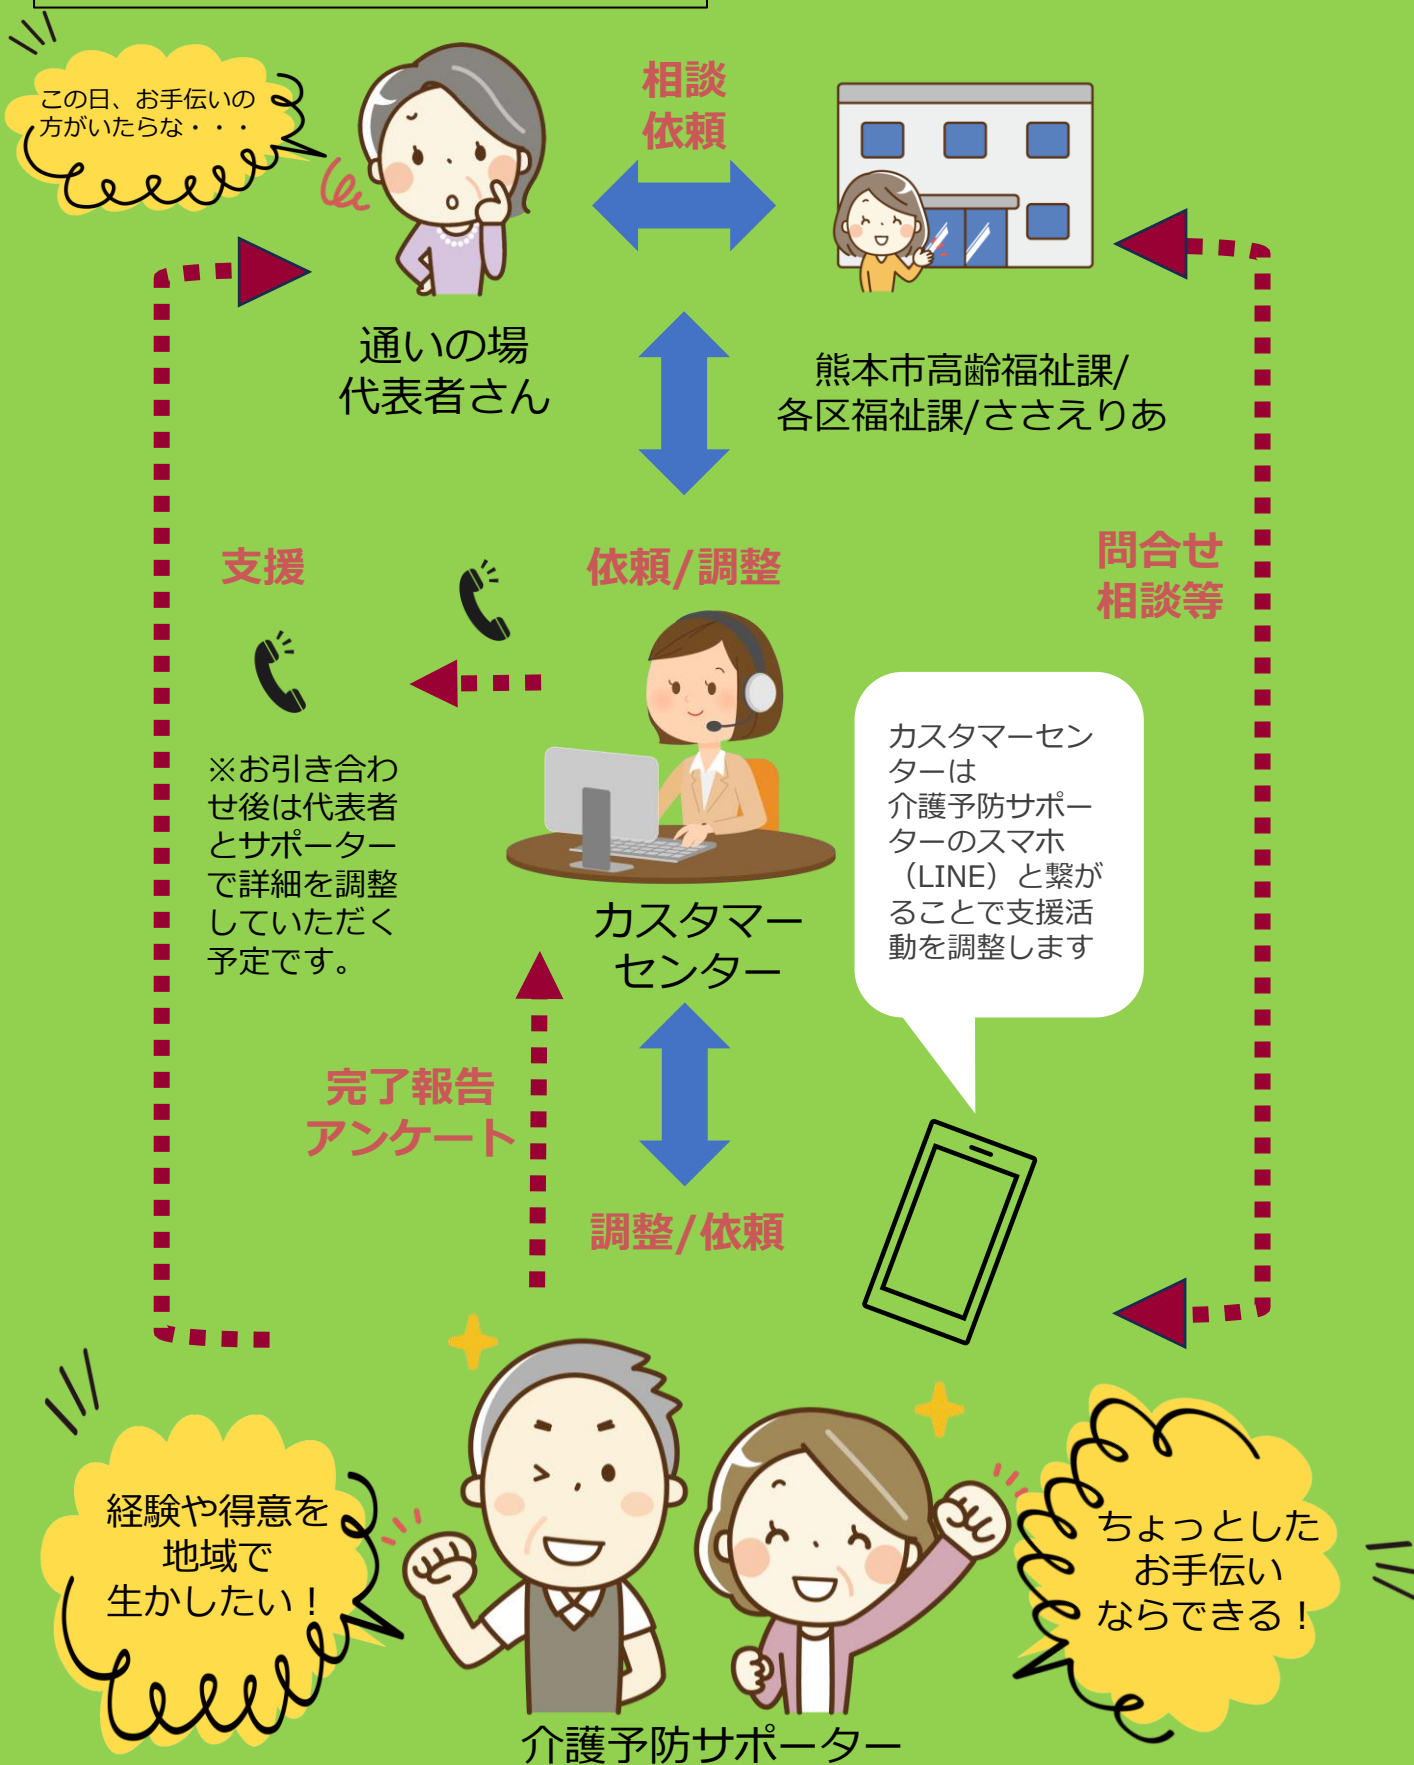 この日、お手伝いの
方がいたらな・・・
相談
依頼
通いの場
代表者さん
熊本市高齢福祉課/
各区福祉課/ささえりあ
支援
依頼/調整
問合せ
相談等
※お引き合わ
せ後は代表者
とサポーター
で詳細を調整
していただく
予定です。
カスタマーセン
ターは
介護予防サポー
ターのスマホ
（LINE）と繋が
ることで支援活
動を調整します
カスタマー
センター
完了報告
アンケート
調整/依頼
経験や得意を
地域で
生かしたい！
ちょっとした
お手伝い
ならできる！
介護予防サポーター